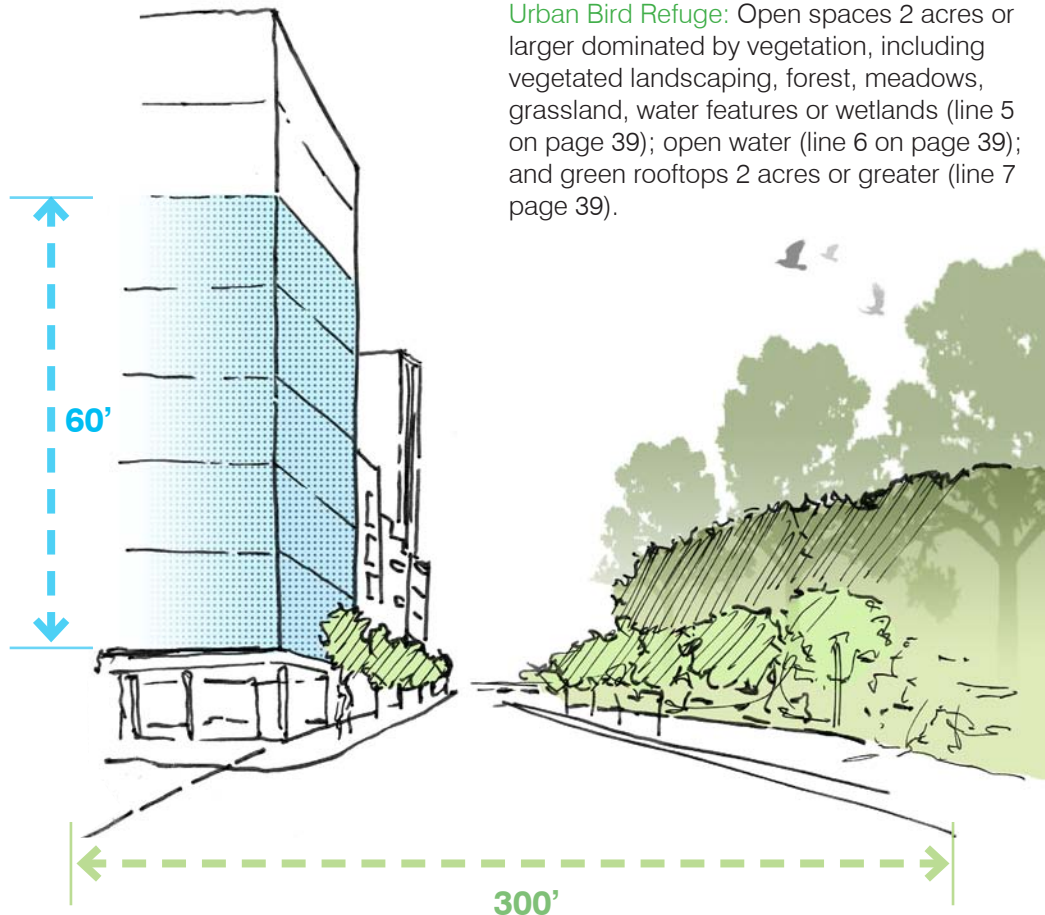 Urban Bird Refuge: Open spaces 2 acres or
larger dominated by vegetation, including
vegetated landscaping, forest, meadows,
grassland, water features or wetlands (line 5
on page 39); open water (line 6 on page 39);
and green rooftops 2 acres or greater (line 7
page 39).
60’
300’